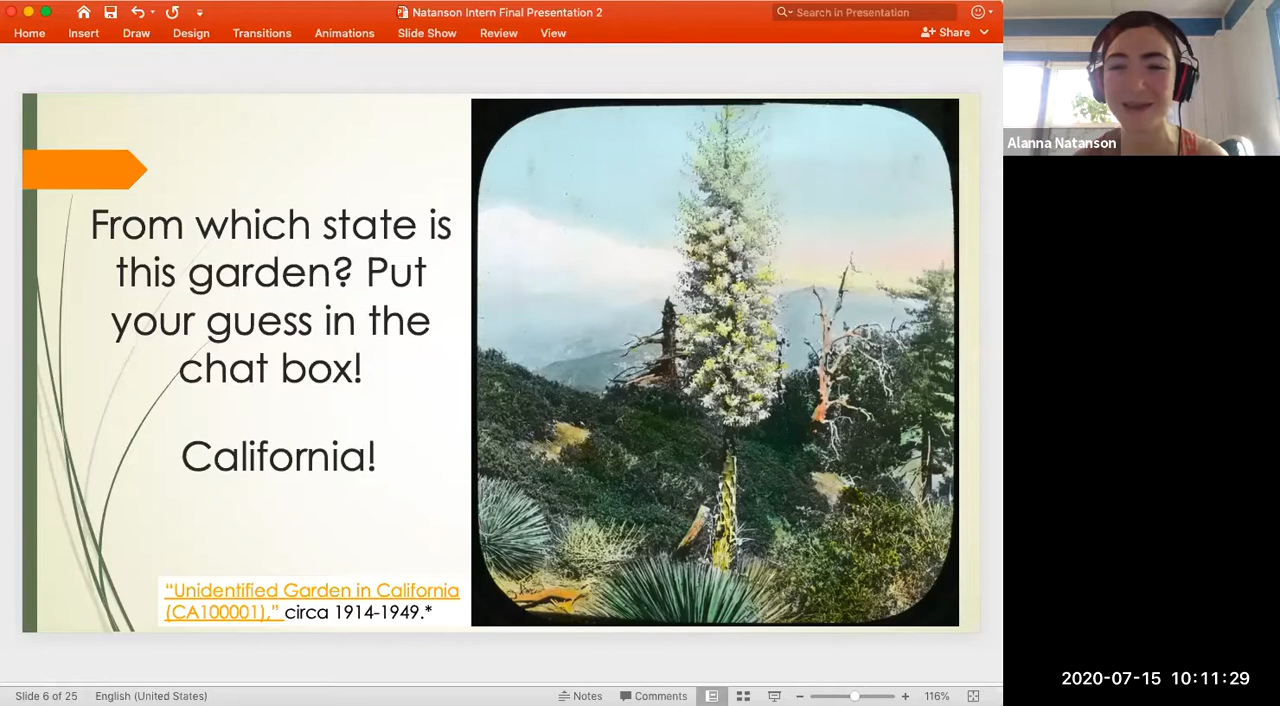 Natanson Intern Final Presentation 2
Search in Presentation
Home Insert Draw Design Transitions Animations Slide Show Review View
Share
Alanna Natanson
From which state is
this garden? Put
your guess in the
chat box!
California!
“Unidentified Garden in California
(CA100001),” circa 1914-1949.*
2020-07-15 10:11:29
Slide 6 of 25 English (United States) Notes Comments 116%